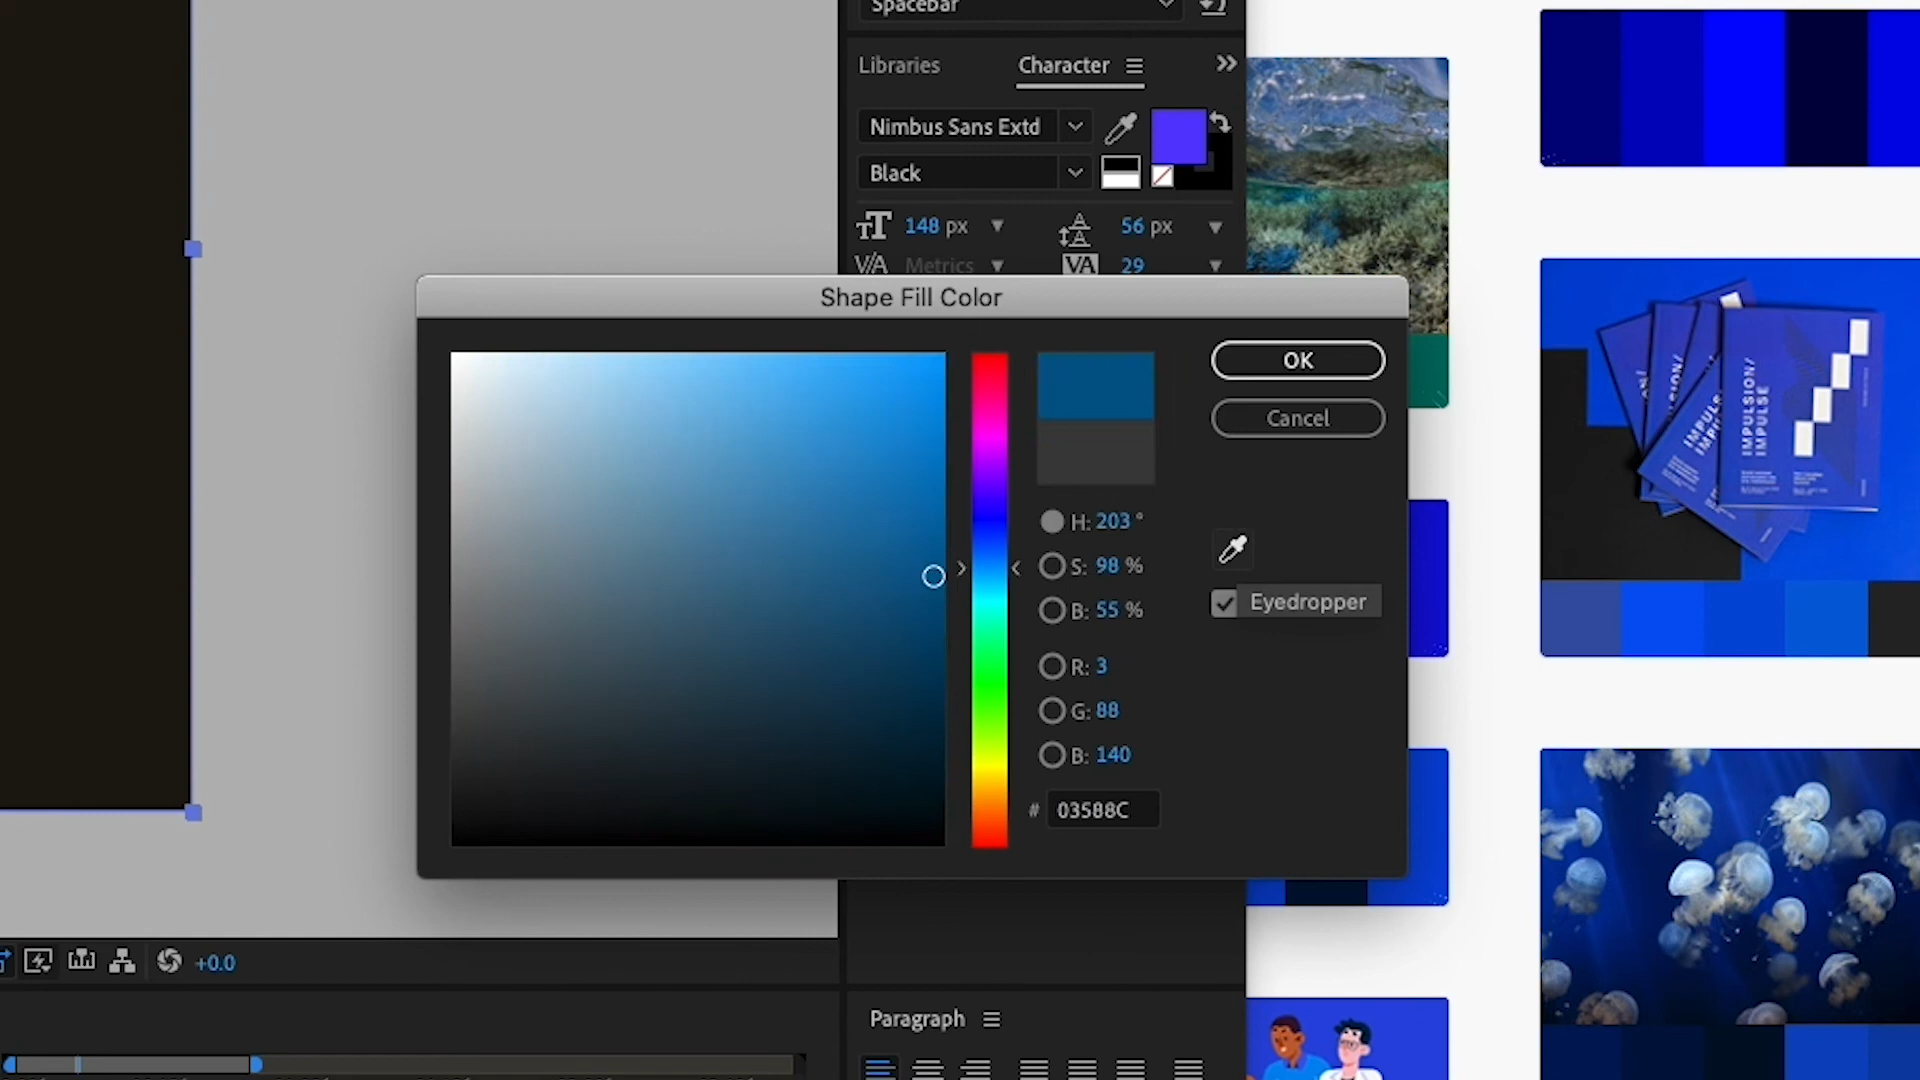 Spacebar
Libraries
Character
Nimbus Sans Extd
Black
148 px
56 px
Metrics
29
Shape Fill Color
OK
Cancel
H: 203 °
S: 98 %
B: 55 %
Eyedropper
R: 3
G: 88
B: 140
# 03588C
+0.0
Paragraph
IMPULSION/
IMPULSE